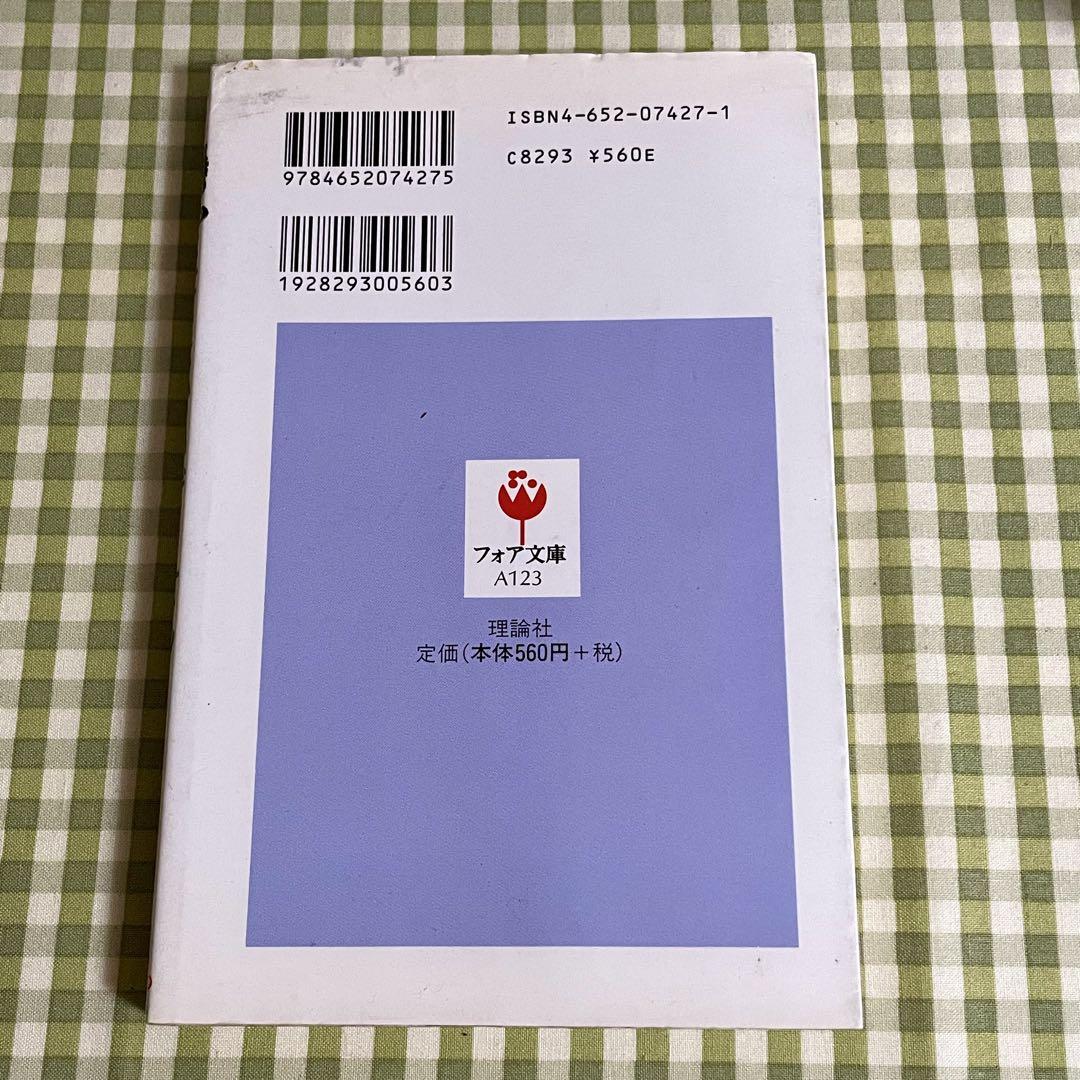 ISBN4-652-07427-1
C8293 ¥560E
9784652074275
1928293005603
フォア文庫
A123
理論社
定価(本体560円+税)